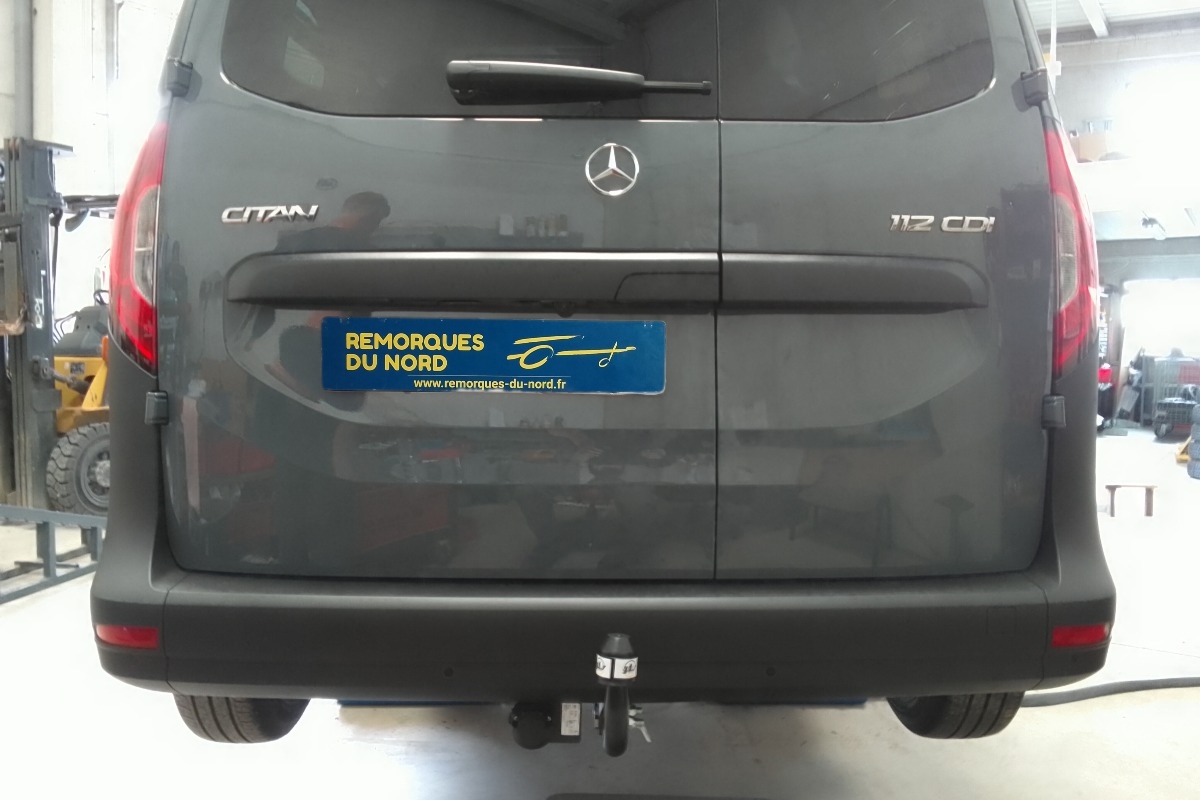 CITAN
112 CDI
REMORQUES
DU NORD
www.remorques-du-nord.fr